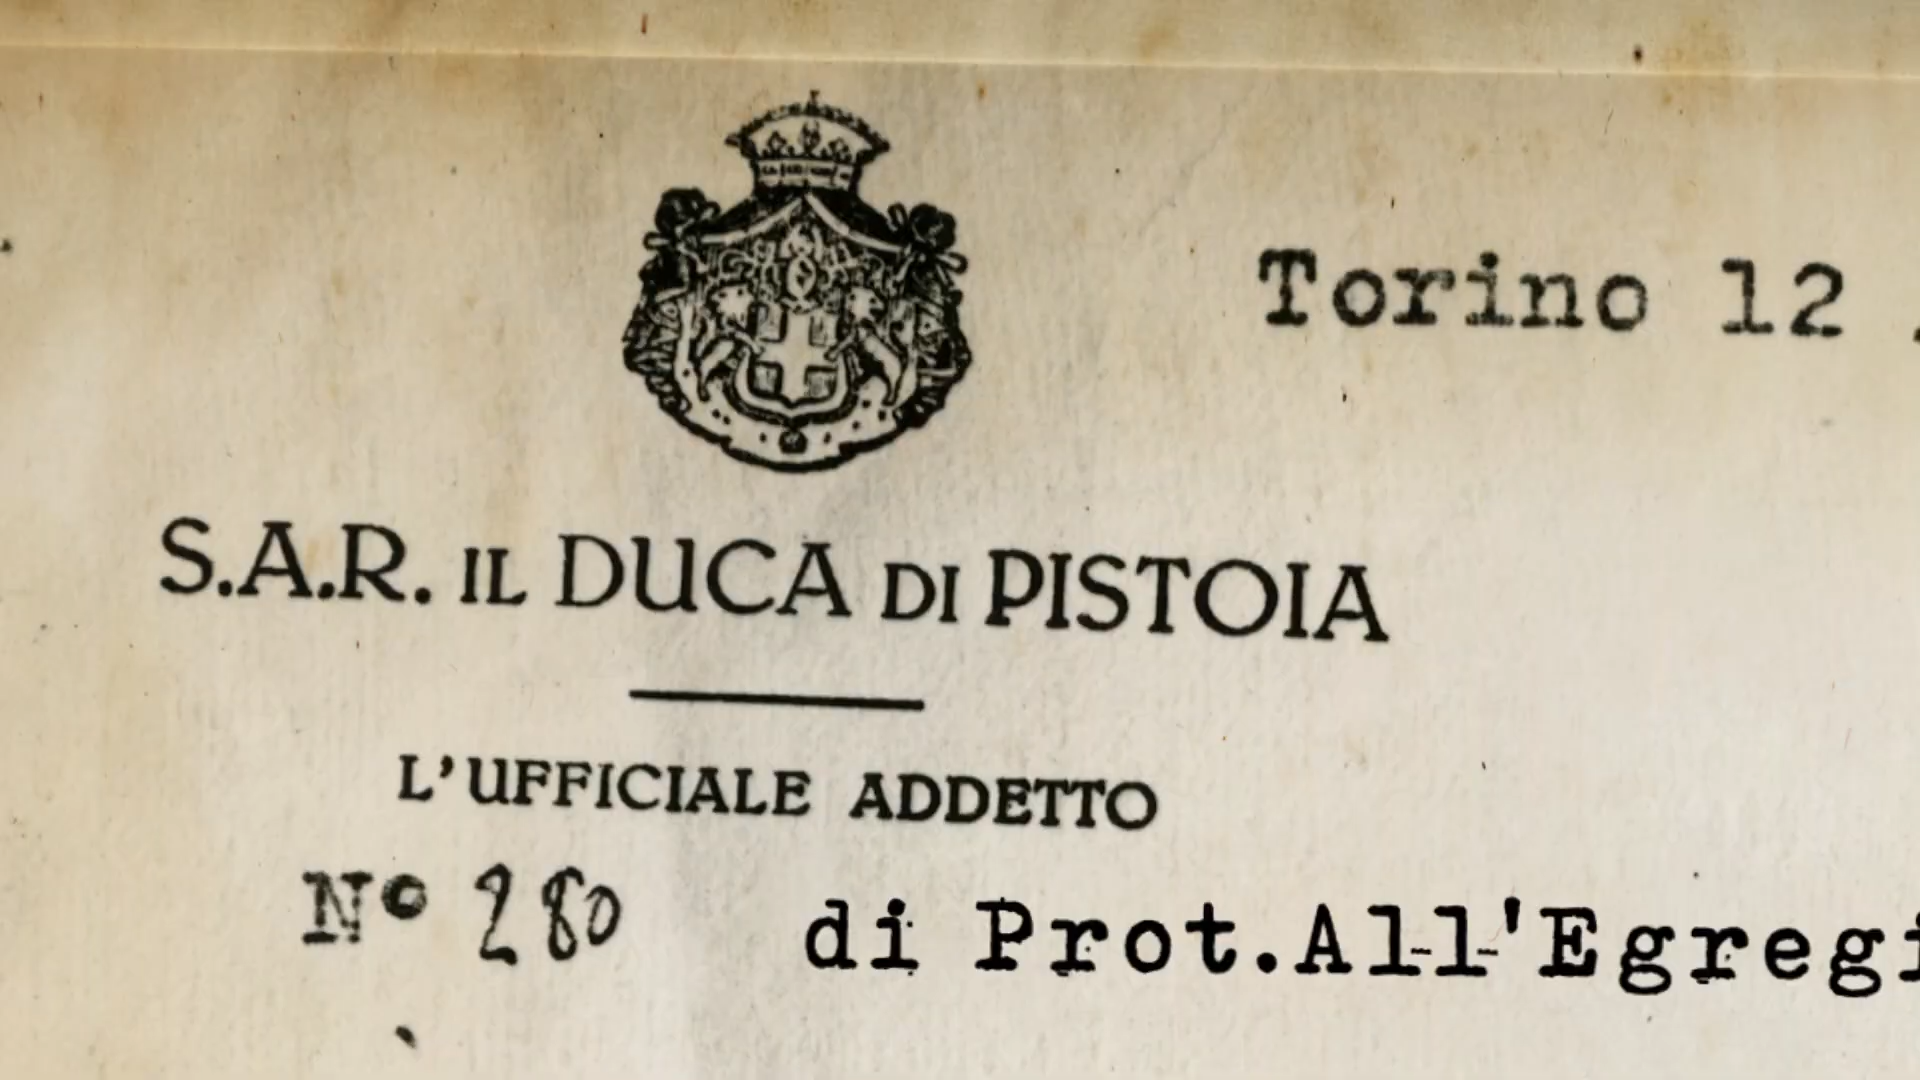 Torino 12
S.A.R. IL DUCA DI PISTOIA
L'UFFICIALE ADDETTO
N° 280 di Prot.All'Egregi